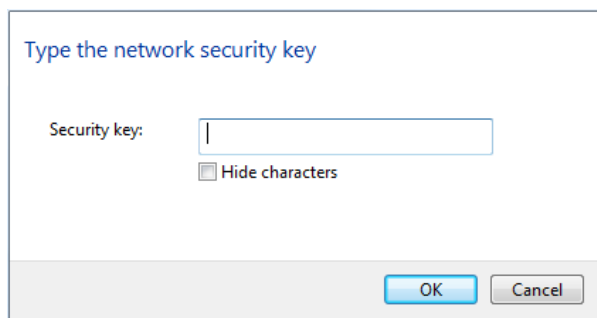 Type the network security key
Security key:
Hide characters
OK Cancel